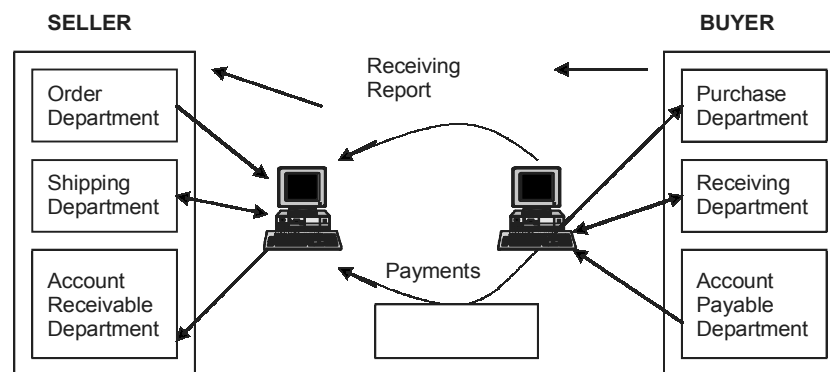 SELLER
BUYER
Receiving
Report
Order
Department
Purchase
Department
Shipping
Department
Receiving
Department
Payments
Account
Receivable
Department
Account
Payable
Department